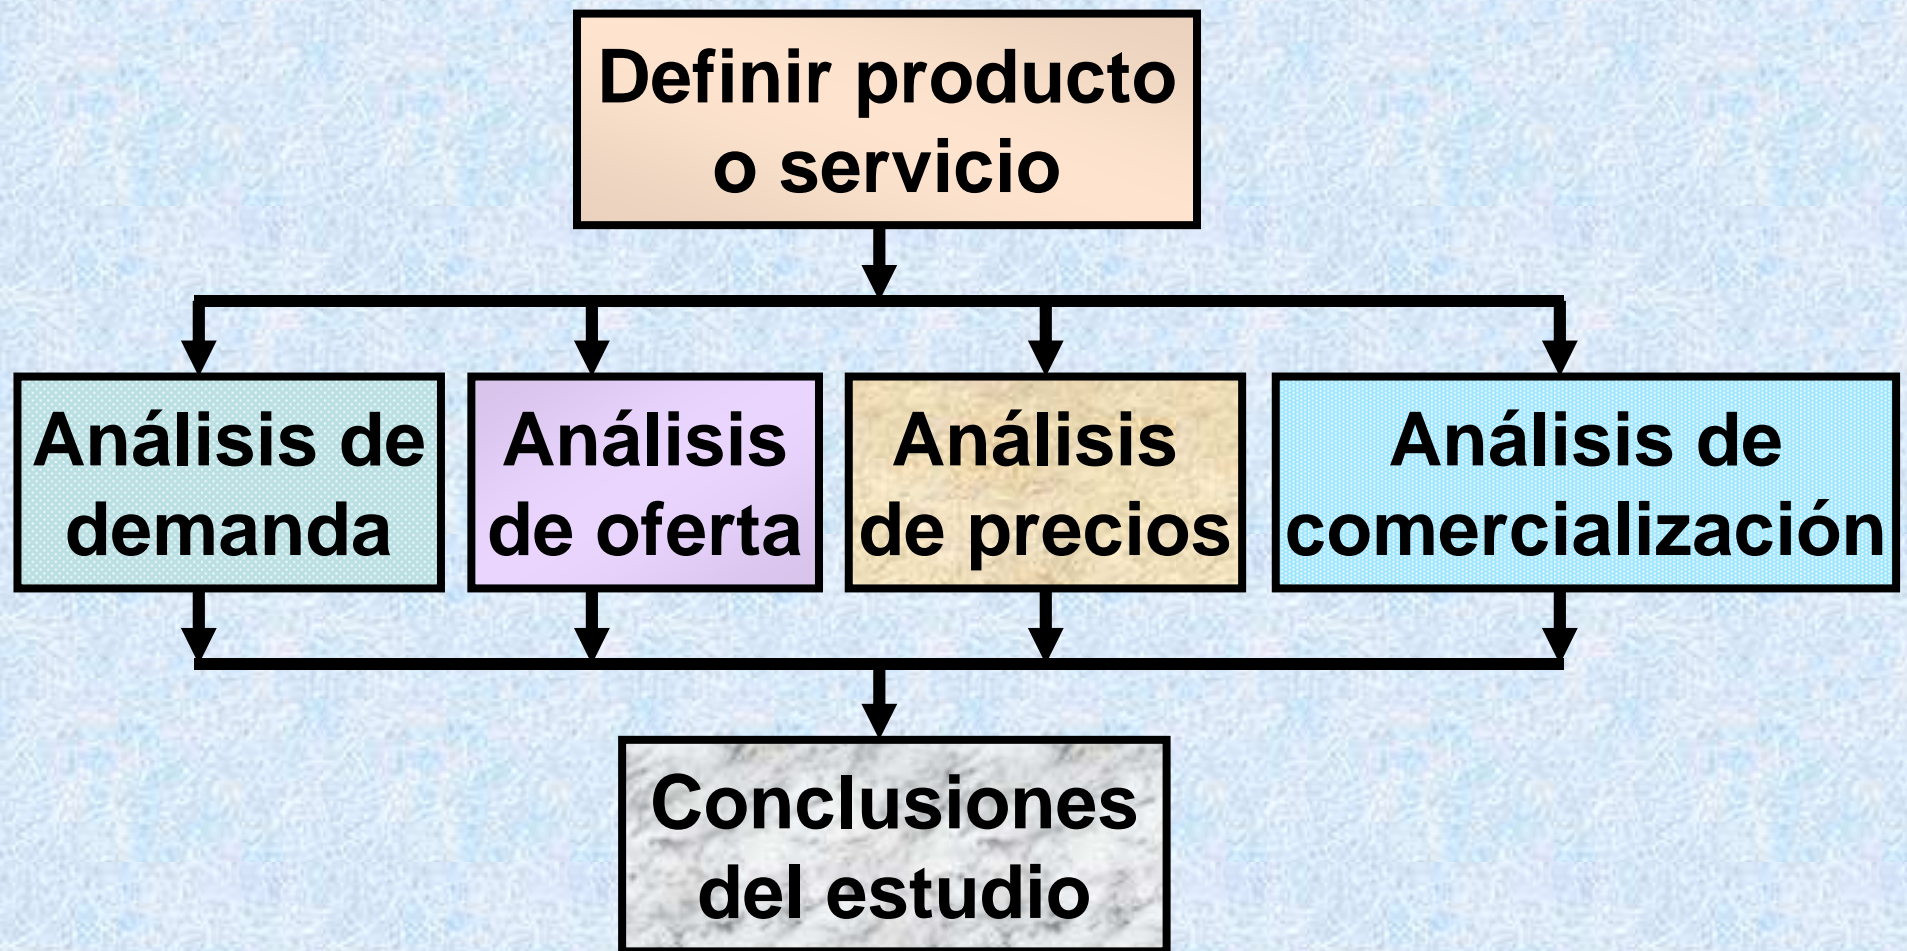 Definir producto
o servicio
Análisis de
demanda
Análisis
de oferta
Análisis
de precios
Análisis de
comercialización
Conclusiones
del estudio